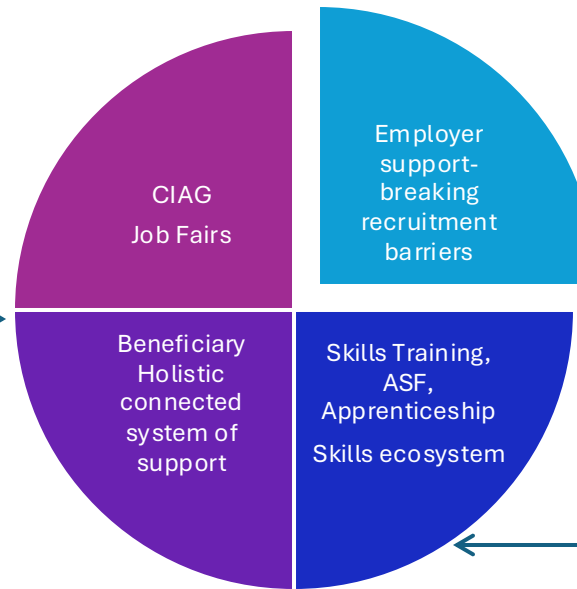 CIAG
Job Fairs
Employer
support-
breaking
recruitment
barriers
Beneficiary
Holistic
connected
system of
support
Skills Training,
ASF,
Apprenticeship
Skills ecosystem